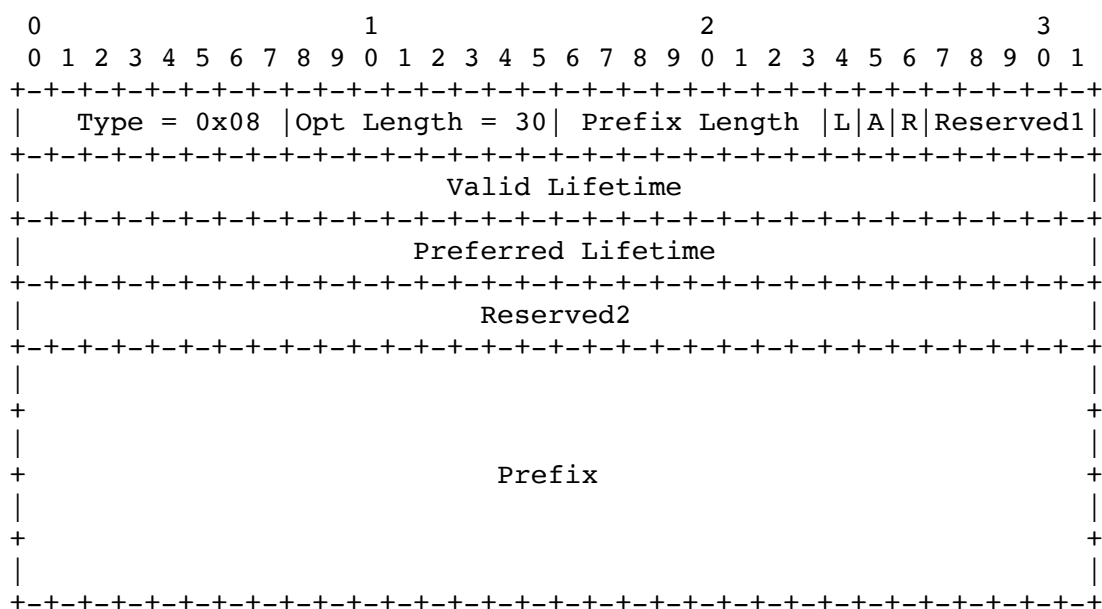 0                   1                   2                   3
 0 1 2 3 4 5 6 7 8 9 0 1 2 3 4 5 6 7 8 9 0 1 2 3 4 5 6 7 8 9 0 1
+-+-+-+-+-+-+-+-+-+-+-+-+-+-+-+-+-+-+-+-+-+-+-+-+-+-+-+-+-+-+-+-+
|   Type = 0x08 |Opt Length = 30| Prefix Length |L|A|R|Reserved1|
+-+-+-+-+-+-+-+-+-+-+-+-+-+-+-+-+-+-+-+-+-+-+-+-+-+-+-+-+-+-+-+-+
|                         Valid Lifetime                        |
+-+-+-+-+-+-+-+-+-+-+-+-+-+-+-+-+-+-+-+-+-+-+-+-+-+-+-+-+-+-+-+-+
|                       Preferred Lifetime                      |
+-+-+-+-+-+-+-+-+-+-+-+-+-+-+-+-+-+-+-+-+-+-+-+-+-+-+-+-+-+-+-+-+
|                           Reserved2                           |
+-+-+-+-+-+-+-+-+-+-+-+-+-+-+-+-+-+-+-+-+-+-+-+-+-+-+-+-+-+-+-+-+
|                                                               |
+                                                               +
|                                                               |
+                            Prefix                             +
|                                                               |
+                                                               +
|                                                               |
+-+-+-+-+-+-+-+-+-+-+-+-+-+-+-+-+-+-+-+-+-+-+-+-+-+-+-+-+-+-+-+-+